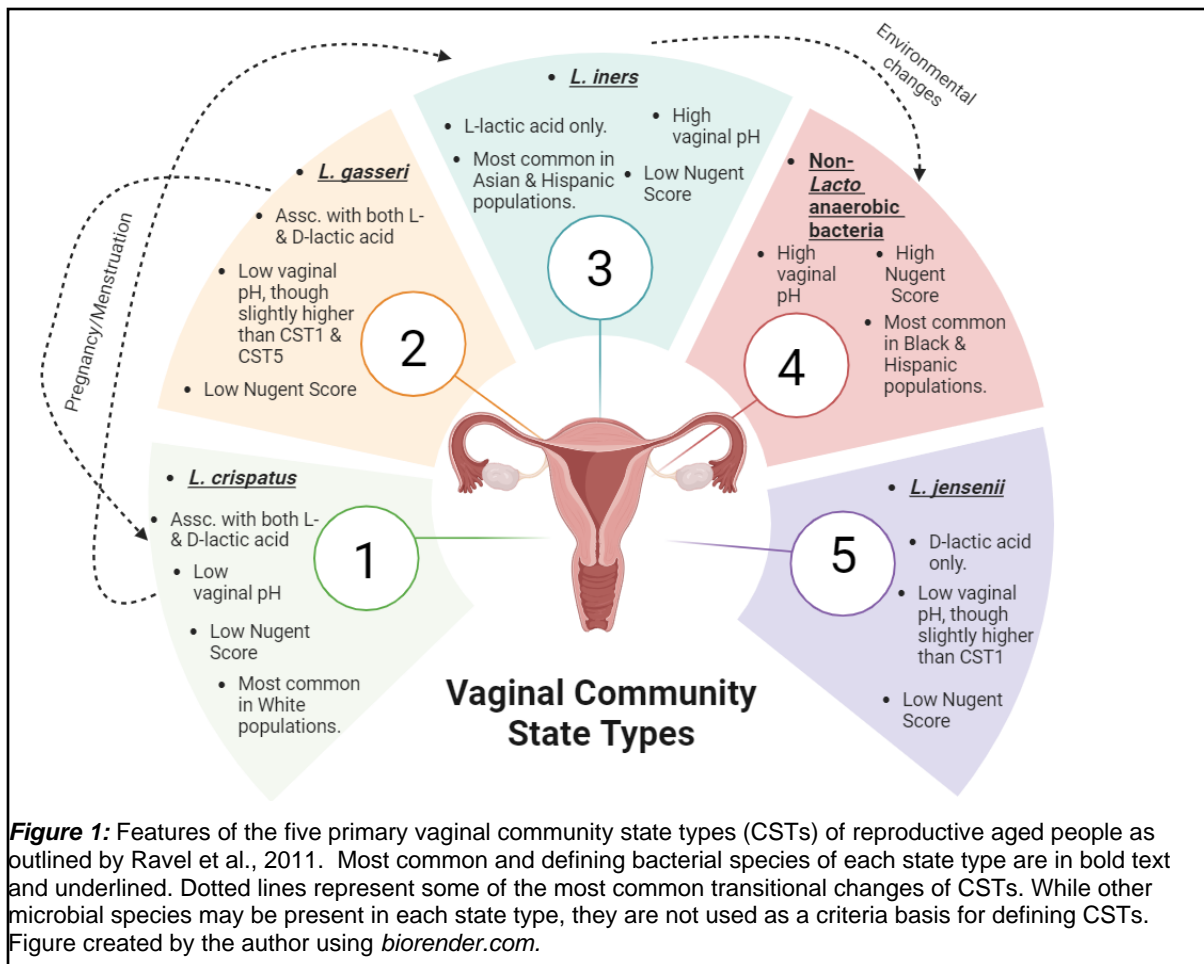 Pregnancy/Menstruation
Environmental
changes
• L. crispatus
• Assc. with both L-
& D-lactic acid
• Low
vaginal pH
• Low Nugent
Score
• Most common
in White
populations.
1
• L. gasseri
• Assc. with both L-
& D-lactic acid
• Low vaginal
pH, though
slightly higher
than CST1 &
CST5
• Low Nugent Score
2
• L. iners
• L-lactic acid only.
• Most common in
Asian & Hispanic
populations.
• High
vaginal pH
• Low Nugent
Score
3
• Non-
Lacto
anaerobic
bacteria
• High
vaginal
pH
• High
Nugent
Score
• Most common
in Black &
Hispanic
populations.
4
• L. jensenii
• D-lactic acid
only.
• Low vaginal
pH, though
slightly higher
than CST1
• Low Nugent
Score
5
Vaginal Community
State Types
Figure 1: Features of the five primary vaginal community state types (CSTs) of reproductive aged people as
outlined by Ravel et al., 2011. Most common and defining bacterial species of each state type are in bold text
and underlined. Dotted lines represent some of the most common transitional changes of CSTs. While other
microbial species may be present in each state type, they are not used as a criteria basis for defining CSTs.
Figure created by the author using biorender.com.